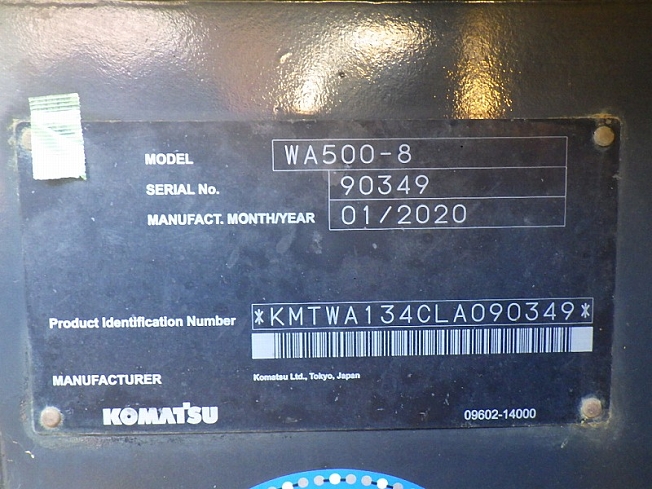 MODEL WA500-8
SERIAL No. 90349
MANUFACT. MONTH/YEAR 01/2020
Product Identification Number *KMTWA134CLA090349*
MANUFACTURER Komatsu Ltd., Tokyo, Japan
KOMATSU 09602-14000